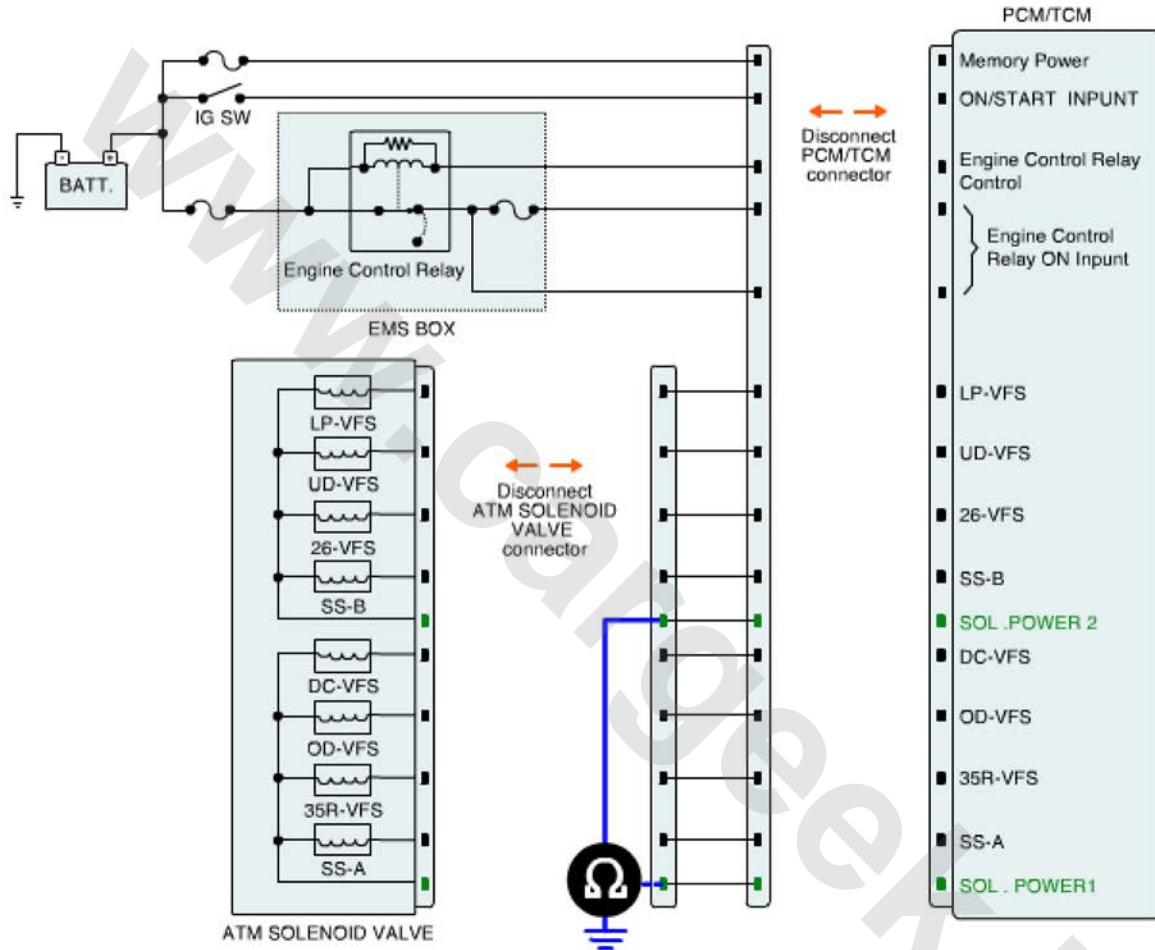 PCM/TCM
Memory Power
ON/START INPUNT
IG SW
Disconnect
PCM/TCM
connector
- +
BATT.
Engine Control Relay
Control
Engine Control
Relay ON Inpunt
Engine Control Relay
EMS BOX
LP-VFS
UD-VFS
26-VFS
SS-B
DC-VFS
OD-VFS
35R-VFS
SS-A
ATM SOLENOID VALVE
Disconnect
ATM SOLENOID
VALVE
connector
Ω
LP-VFS
UD-VFS
26-VFS
SS-B
SOL .POWER 2
DC-VFS
OD-VFS
35R-VFS
SS-A
SOL . POWER1
www.cargeek